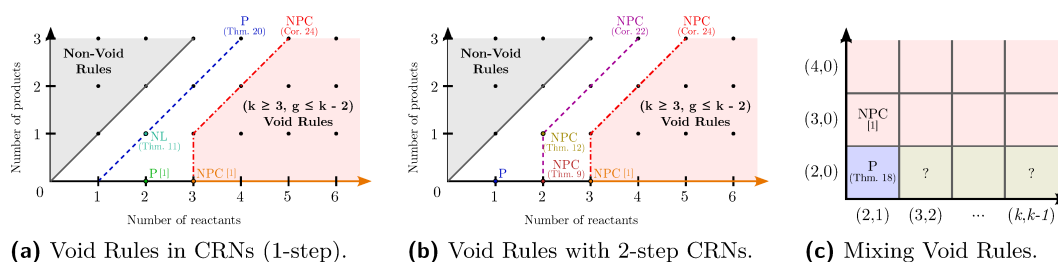 Number of products
3
2
1
0
1
2
3
4
5
6
Number of reactants
Non-Void
Rules
P
(Thm. 20)
NPC
(Cor. 24)
(k ≥ 3, g ≤ k - 2)
Void Rules
NL
(Thm. 11)
P [1]
NPC [1]
(a) Void Rules in CRNs (1-step).
Number of products
3
2
1
0
1
2
3
4
5
6
Number of reactants
Non-Void
Rules
NPC
(Cor. 22)
NPC
(Cor. 24)
(k ≥ 3, g ≤ k - 2)
Void Rules
NPC
(Thm. 12)
P
NPC
(Thm. 9)
NPC [1]
(b) Void Rules with 2-step CRNs.
(4,0)
(3,0)
(2,0)
NPC
[1]
P
(Thm. 18)
?
?
(2,1)
(3,2)
...
(k,k-1)
(c) Mixing Void Rules.